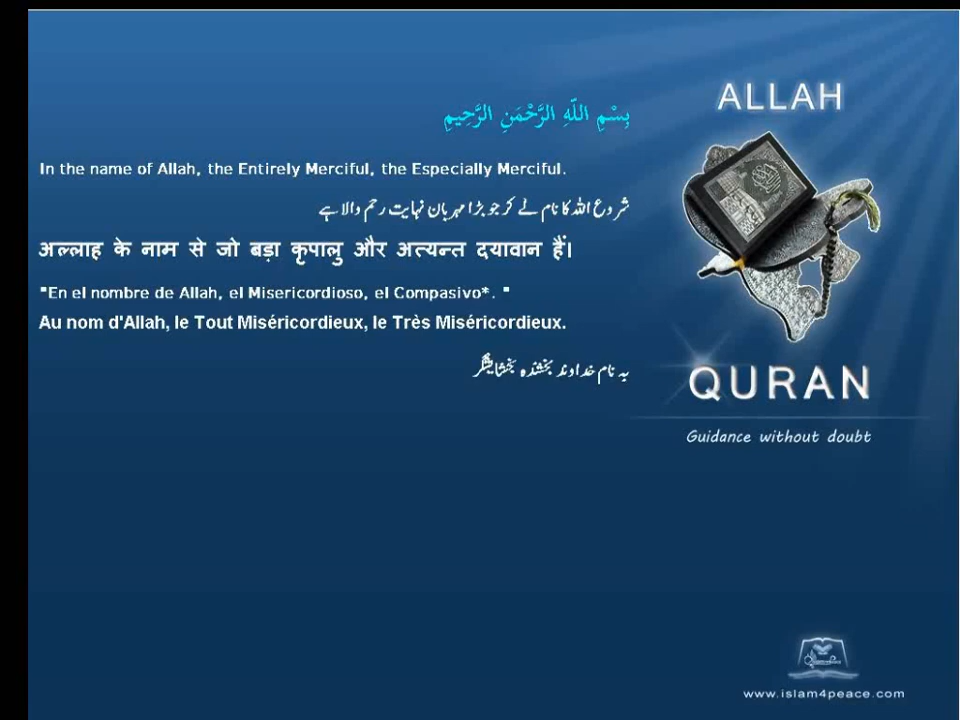 بِسْمِ اللَّهِ الرَّحْمَنِ الرَّحِيمِ
In the name of Allah, the Entirely Merciful, the Especially Merciful.
شروع اللہ کا نام لے کر جو بڑا مہربان نہایت رحم والا ہے
अल्लाह के नाम से जो बड़ा कृपालु और अत्यन्त दयावान हैं।
"En el nombre de Allah, el Misericordioso, el Compasivo*. "
Au nom d'Allah, le Tout Miséricordieux, le Très Miséricordieux.
به نام خداوند بخشنده بخشایشگر
ALLAH
QURAN
Guidance without doubt
www.islam4peace.com